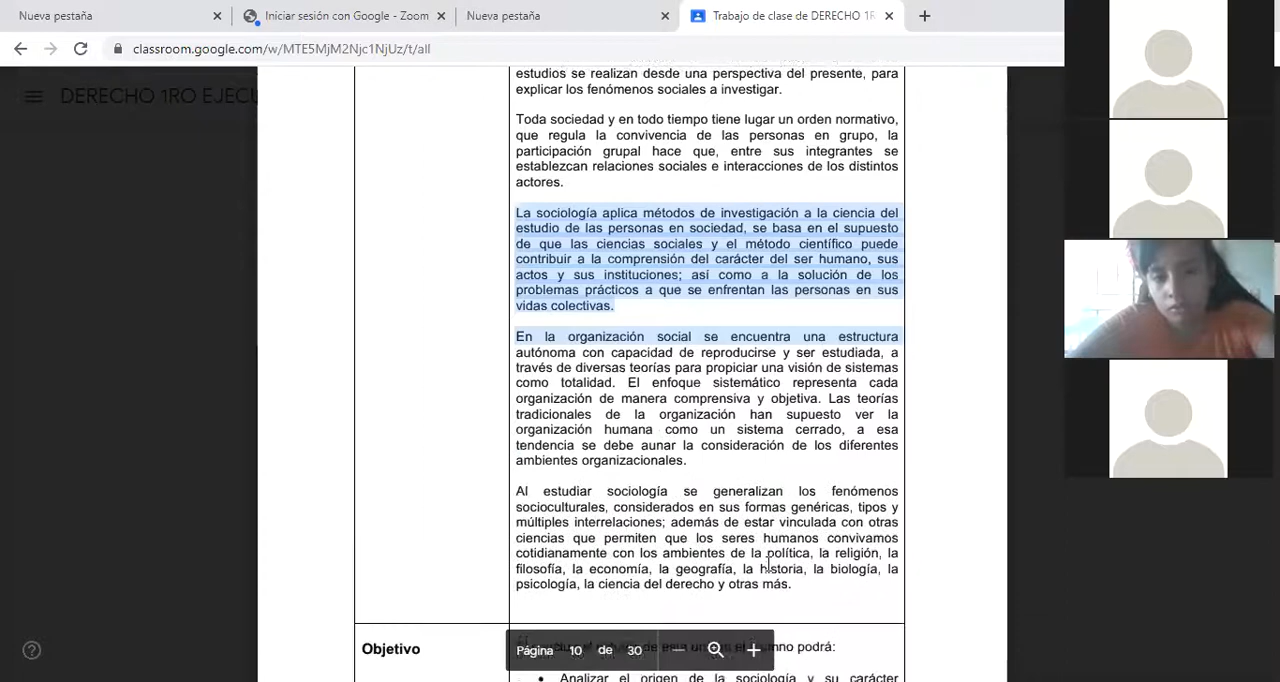 Nueva pestaña
Iniciar sesión con Google - Zoom
Nueva pestaña
Trabajo de clase de DERECHO 1R
classroom.google.com/w/MTE5MjM2Njc1NjUz/t/all
DERECHO 1RO EJECU
estudios se realizan desde una perspectiva del presente, para
explicar los fenómenos sociales a investigar.
Toda sociedad y en todo tiempo tiene lugar un orden normativo,
que regula la convivencia de las personas en grupo, la
participación grupal hace que, entre sus integrantes se
establezcan relaciones sociales e interacciones de los distintos
actores.
La sociología aplica métodos de investigación a la ciencia del
estudio de las personas en sociedad, se basa en el supuesto
de que las ciencias sociales y el método científico puede
contribuir a la comprensión del carácter del ser humano, sus
actos y sus instituciones; así como a la solución de los
problemas prácticos a que se enfrentan las personas en sus
vidas colectivas.
En la organización social se encuentra una estructura
autónoma con capacidad de reproducirse y ser estudiada, a
través de diversas teorías para propiciar una visión de sistemas
como totalidad. El enfoque sistemático representa cada
organización de manera comprensiva y objetiva. Las teorías
tradicionales de la organización han supuesto ver la
organización humana como un sistema cerrado, a esa
tendencia se debe aunar la consideración de los diferentes
ambientes organizacionales.
Al estudiar sociología se generalizan los fenómenos
socioculturales, considerados en sus formas genéricas, tipos y
múltiples interrelaciones; además de estar vinculada con otras
ciencias que permiten que los seres humanos convivamos
cotidianamente con los ambientes de la política, la religión, la
filosofía, la economía, la geografía, la historia, la biología, la
psicología, la ciencia del derecho y otras más.
Objetivo
podrá:
Página 10 de 30
• Analizar el origen de la sociología y su carácter